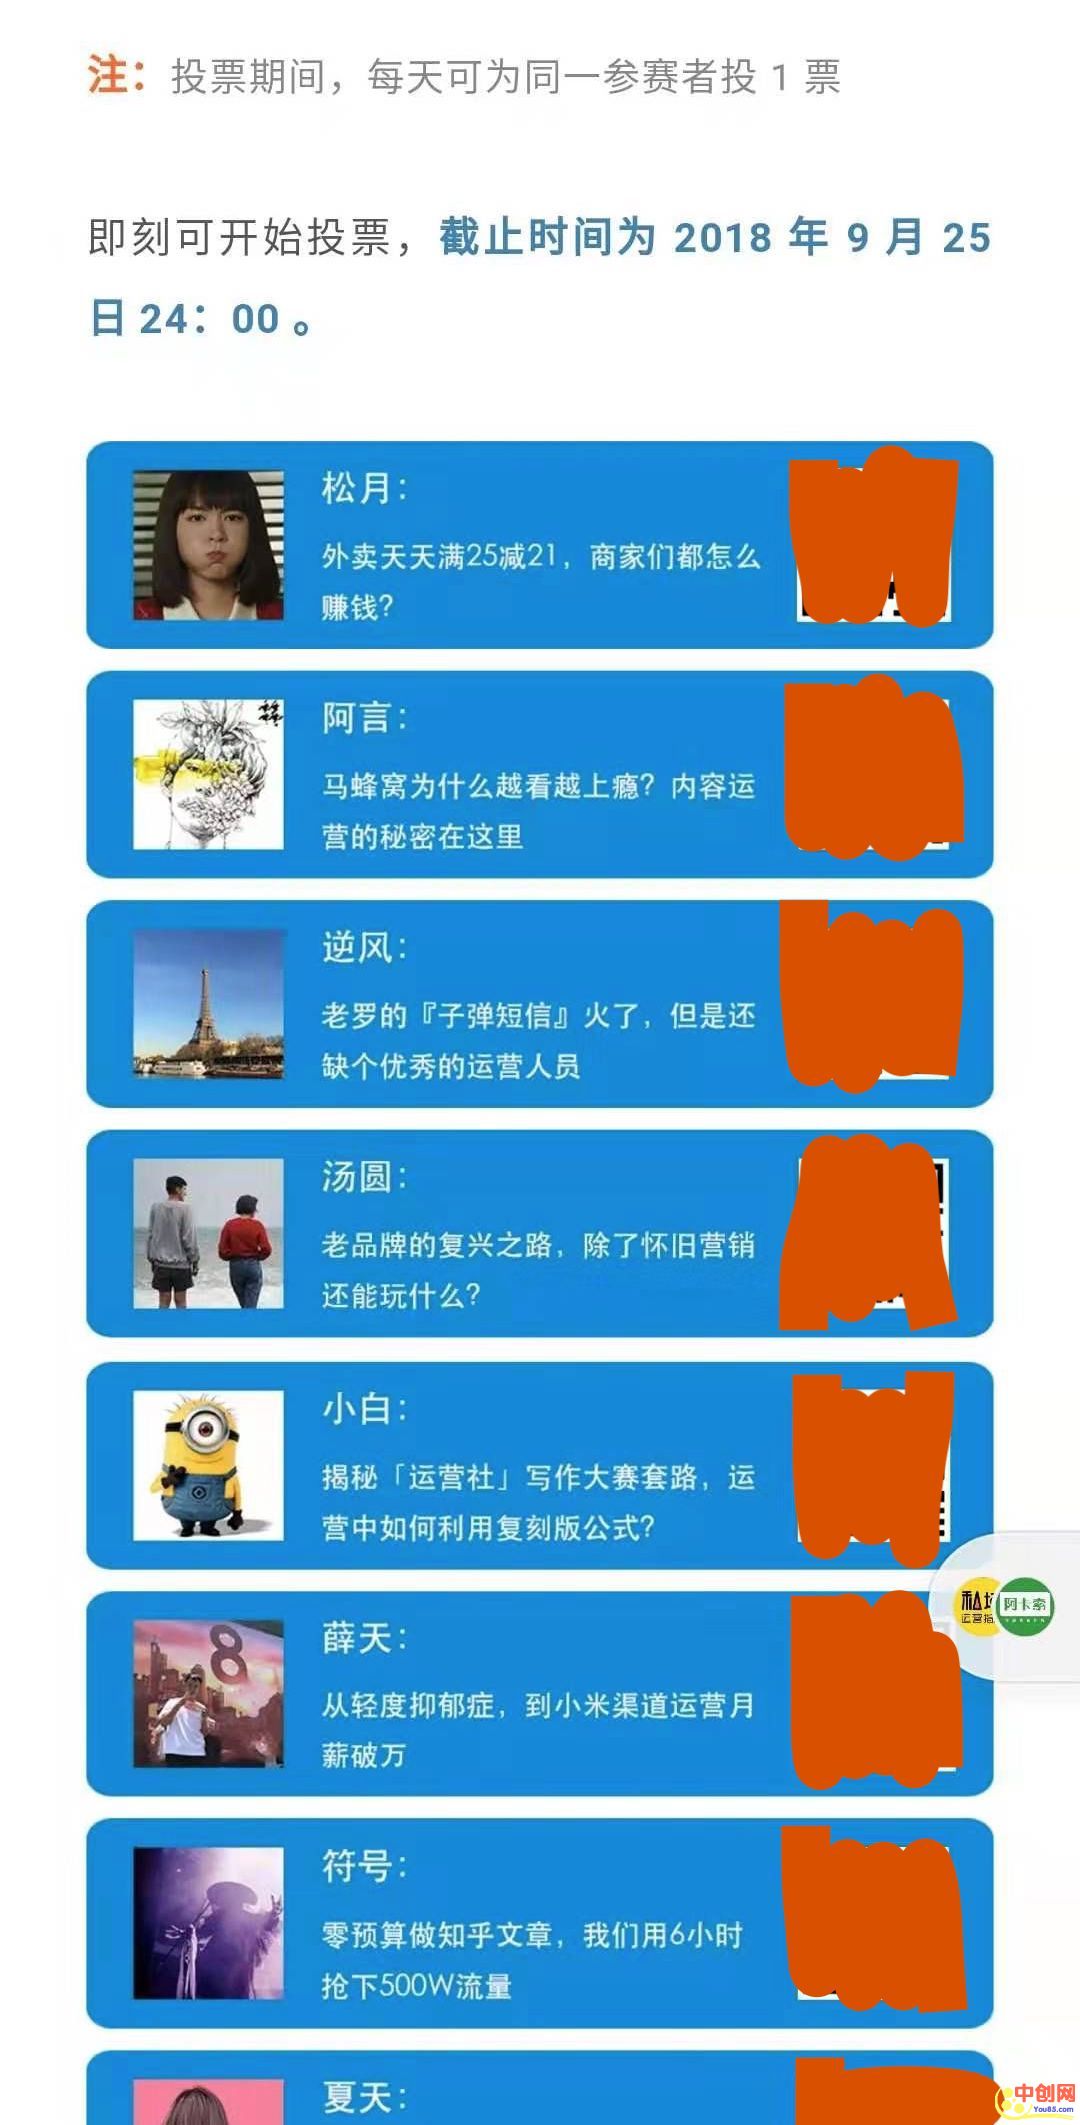 注：投票期间，每天可为同一参赛者投 1 票
即刻可开始投票，截止时间为 2018 年 9 月 25
日 24：00 。
松月：
外卖天天满25减21，商家们都怎么
赚钱？
阿言：
马蜂窝为什么越看越上瘾？内容运
营的秘密在这里
逆风：
老罗的『子弹短信』火了，但是还
缺个优秀的运营人员
汤圆：
老品牌的复兴之路，除了怀旧营销
还能玩什么？
小白：
揭秘「运营社」写作大赛套路，运
营中如何利用复刻版公式？
私域
运营指
阿卡索
薛天：
8
从轻度抑郁症，到小米渠道运营月
薪破万
符号：
零预算做知乎文章，我们用6小时
抢下500W流量
夏天：
中创网
You85.com